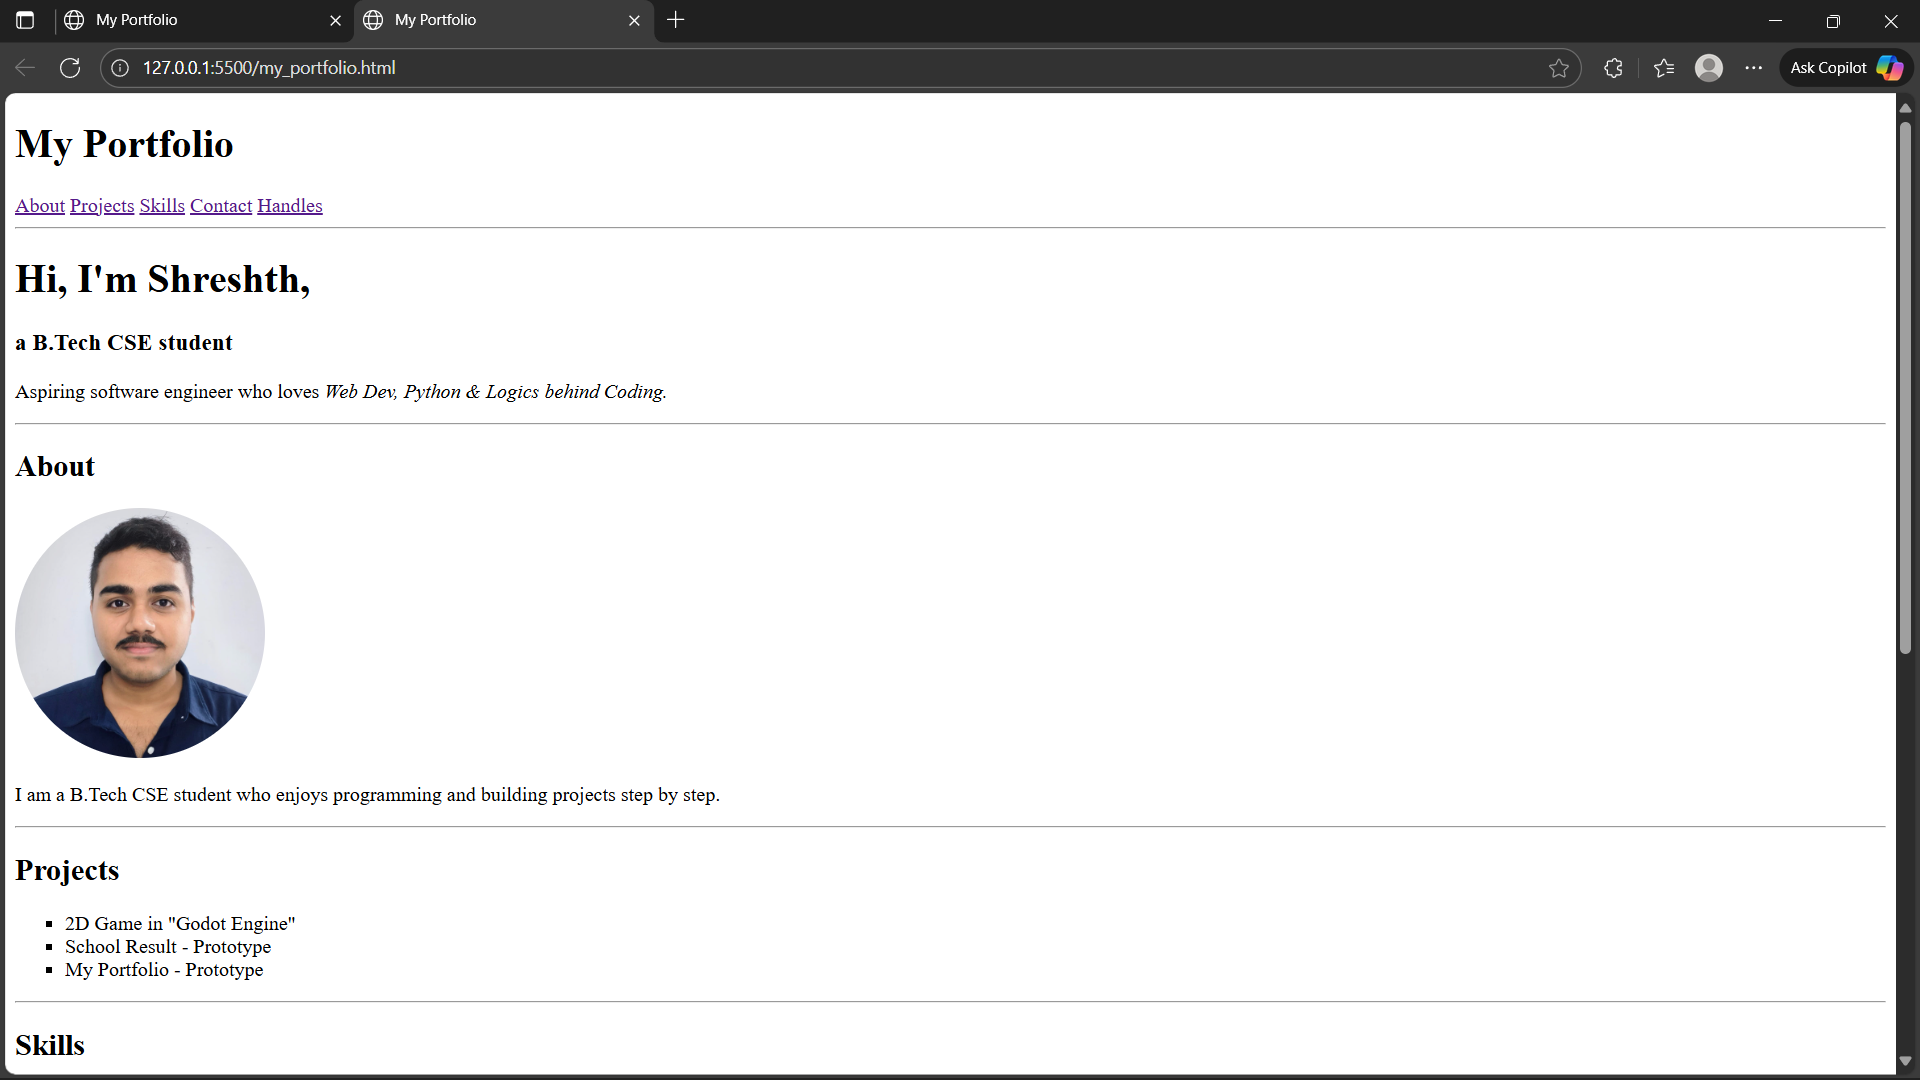 My Portfolio
My Portfolio
127.0.0.1:5500/my_portfolio.html
Ask Copilot
My Portfolio
About Projects Skills Contact Handles
Hi, I'm Shreshth,
a B.Tech CSE student
Aspiring software engineer who loves Web Dev, Python & Logics behind Coding.
About
I am a B.Tech CSE student who enjoys programming and building projects step by step.
Projects
2D Game in "Godot Engine"
School Result - Prototype
My Portfolio - Prototype
Skills